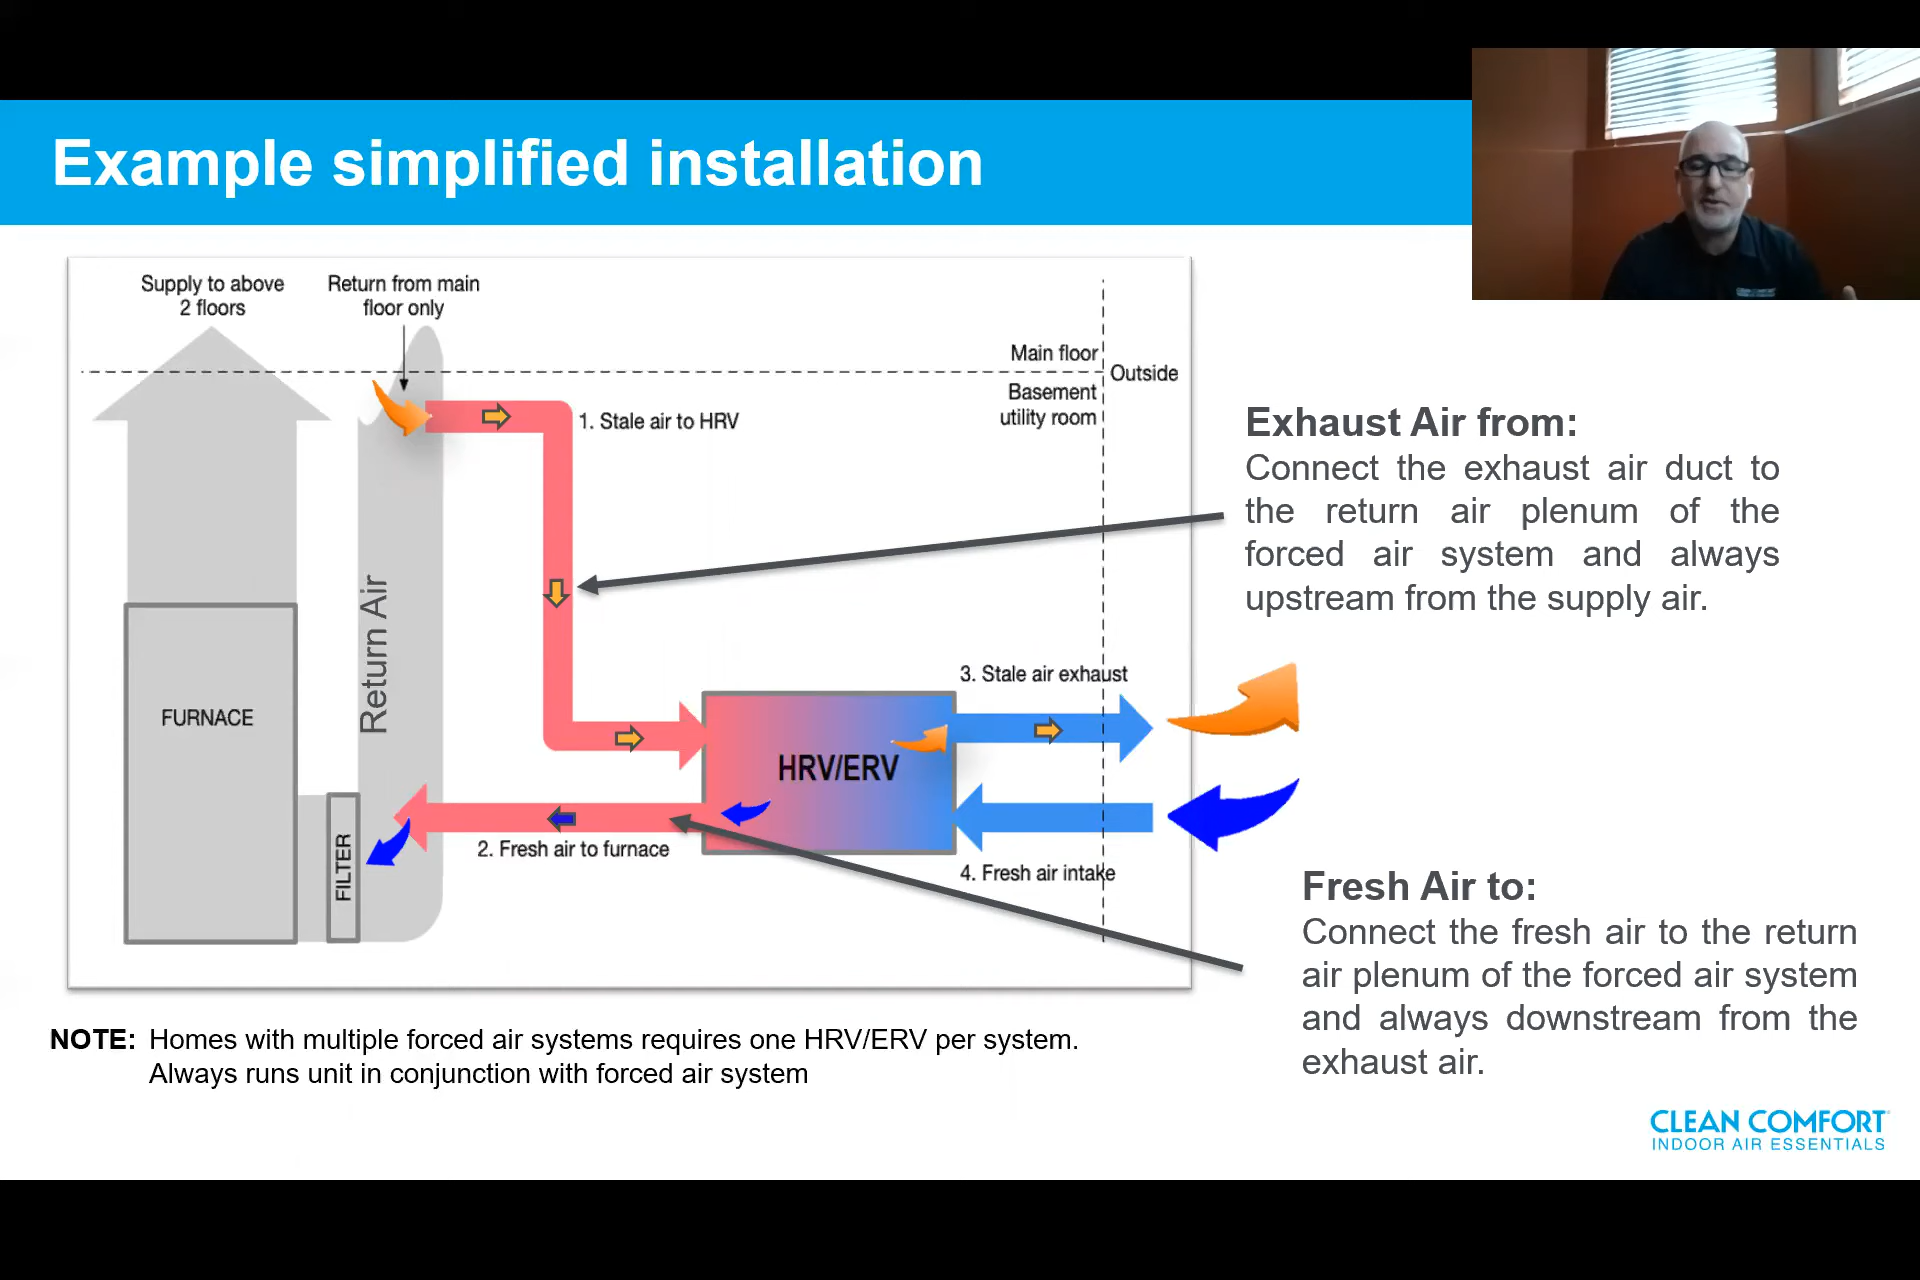 Example simplified installation
Supply to above
2 floors
Return from main
floor only
Main floor
Outside
Basement
utility room
1. Stale air to HRV
Return Air
FURNACE
FILTER
3. Stale air exhaust
HRV/ERV
2. Fresh air to furnace
4. Fresh air intake
Exhaust Air from:
Connect the exhaust air duct to
the return air plenum of the
forced air system and always
upstream from the supply air.
Fresh Air to:
Connect the fresh air to the return
air plenum of the forced air system
and always downstream from the
exhaust air.
NOTE: Homes with multiple forced air systems requires one HRV/ERV per system.
Always runs unit in conjunction with forced air system
CLEAN COMFORT
INDOOR AIR ESSENTIALS